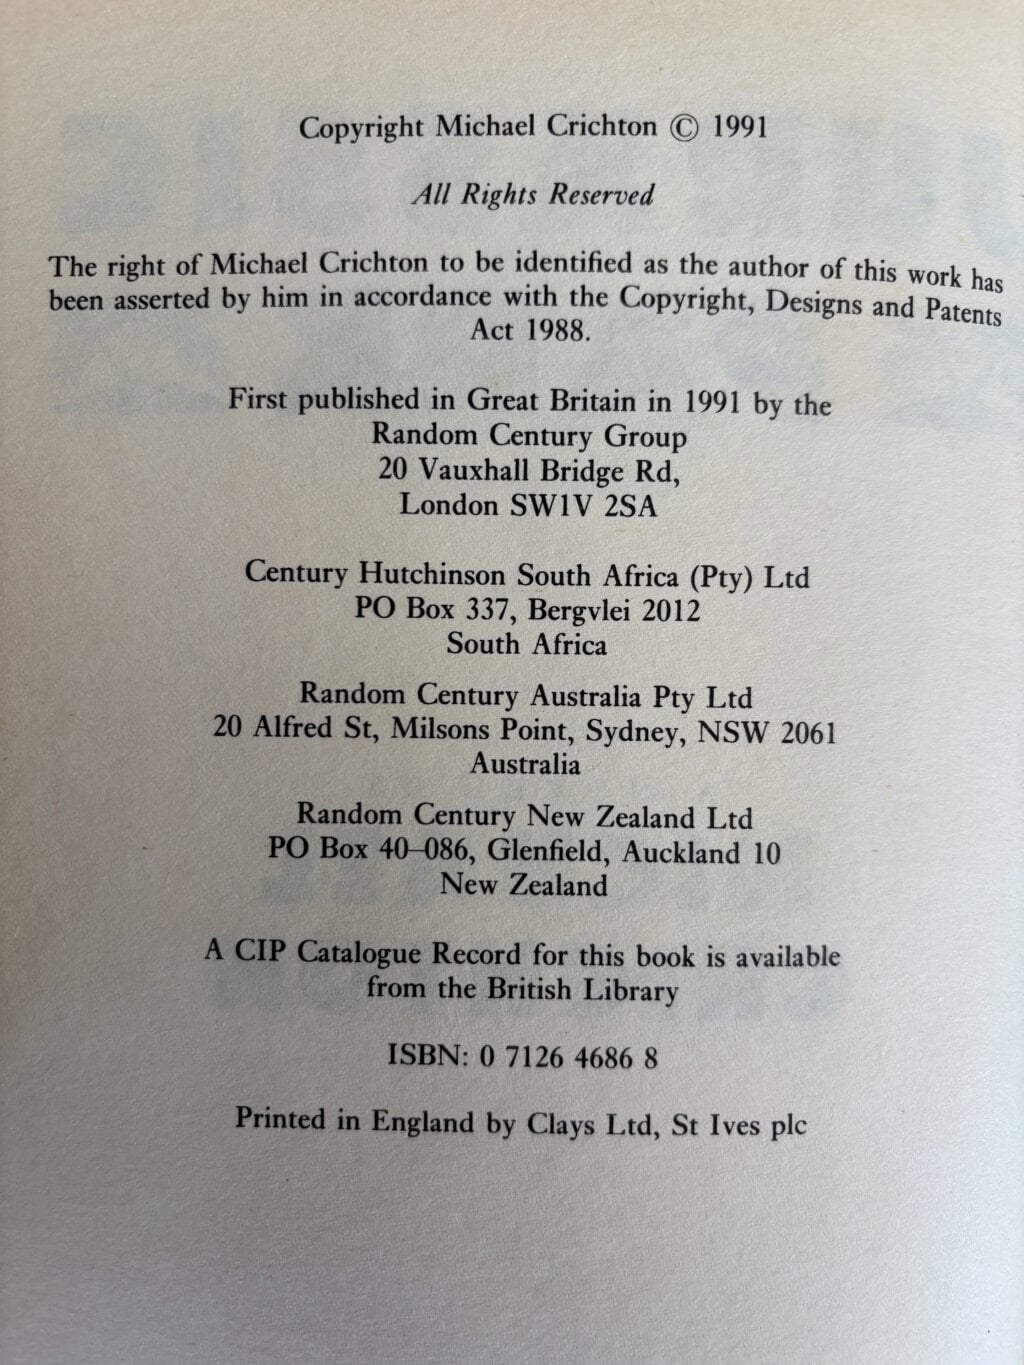 Copyright Michael Crichton © 1991
All Rights Reserved
The right of Michael Crichton to be identified as the author of this work has
been asserted by him in accordance with the Copyright, Designs and Patents
Act 1988.
First published in Great Britain in 1991 by the
Random Century Group
20 Vauxhall Bridge Rd,
London SW1V 2SA
Century Hutchinson South Africa (Pty) Ltd
PO Box 337, Bergvlei 2012
South Africa
Random Century Australia Pty Ltd
20 Alfred St, Milsons Point, Sydney, NSW 2061
Australia
Random Century New Zealand Ltd
PO Box 40–086, Glenfield, Auckland 10
New Zealand
A CIP Catalogue Record for this book is available
from the British Library
ISBN: 0 7126 4686 8
Printed in England by Clays Ltd, St Ives plc